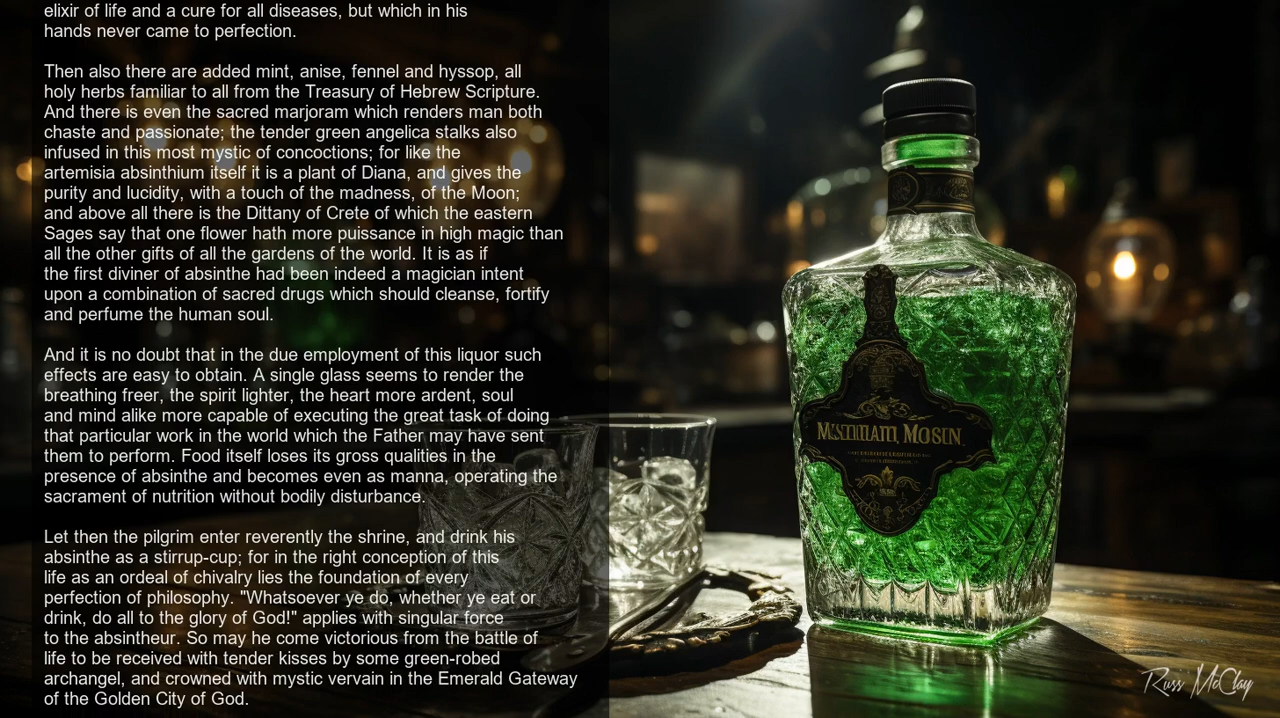 elixir of life and a cure for all diseases, but which in his
hands never came to perfection.
Then also there are added mint, anise, fennel and hyssop, all
holy herbs familiar to all from the Treasury of Hebrew Scripture.
And there is even the sacred marjoram which renders man both
chaste and passionate; the tender green angelica stalks also
infused in this most mystic of concoctions; for like the
artemisia absinthium itself it is a plant of Diana, and gives the
purity and lucidity, with a touch of the madness, of the Moon;
and above all there is the Dittany of Crete of which the eastern
Sages say that one flower hath more puissance in high magic than
all the other gifts of all the gardens of the world. It is as if
the first diviner of absinthe had been indeed a magician intent
upon a combination of sacred drugs which should cleanse, fortify
and perfume the human soul.
And it is no doubt that in the due employment of this liquor such
effects are easy to obtain. A single glass seems to render the
breathing freer, the spirit lighter, the heart more ardent, soul
and mind alike more capable of executing the great task of doing
that particular work in the world which the Father may have sent
them to perform. Food itself loses its gross qualities in the
presence of absinthe and becomes even as manna, operating the
sacrament of nutrition without bodily disturbance.
Let then the pilgrim enter reverently the shrine, and drink his
absinthe as a stirrup-cup; for in the right conception of this
life as an ordeal of chivalry lies the foundation of every
perfection of philosophy. "Whatsoever ye do, whether ye eat or
drink, do all to the glory of God!" applies with singular force
to the absintheur. So may he come victorious from the battle of
life to be received with tender kisses by some green-robed
archangel, and crowned with mystic vervain in the Emerald Gateway
of the Golden City of God.
Russ McClay